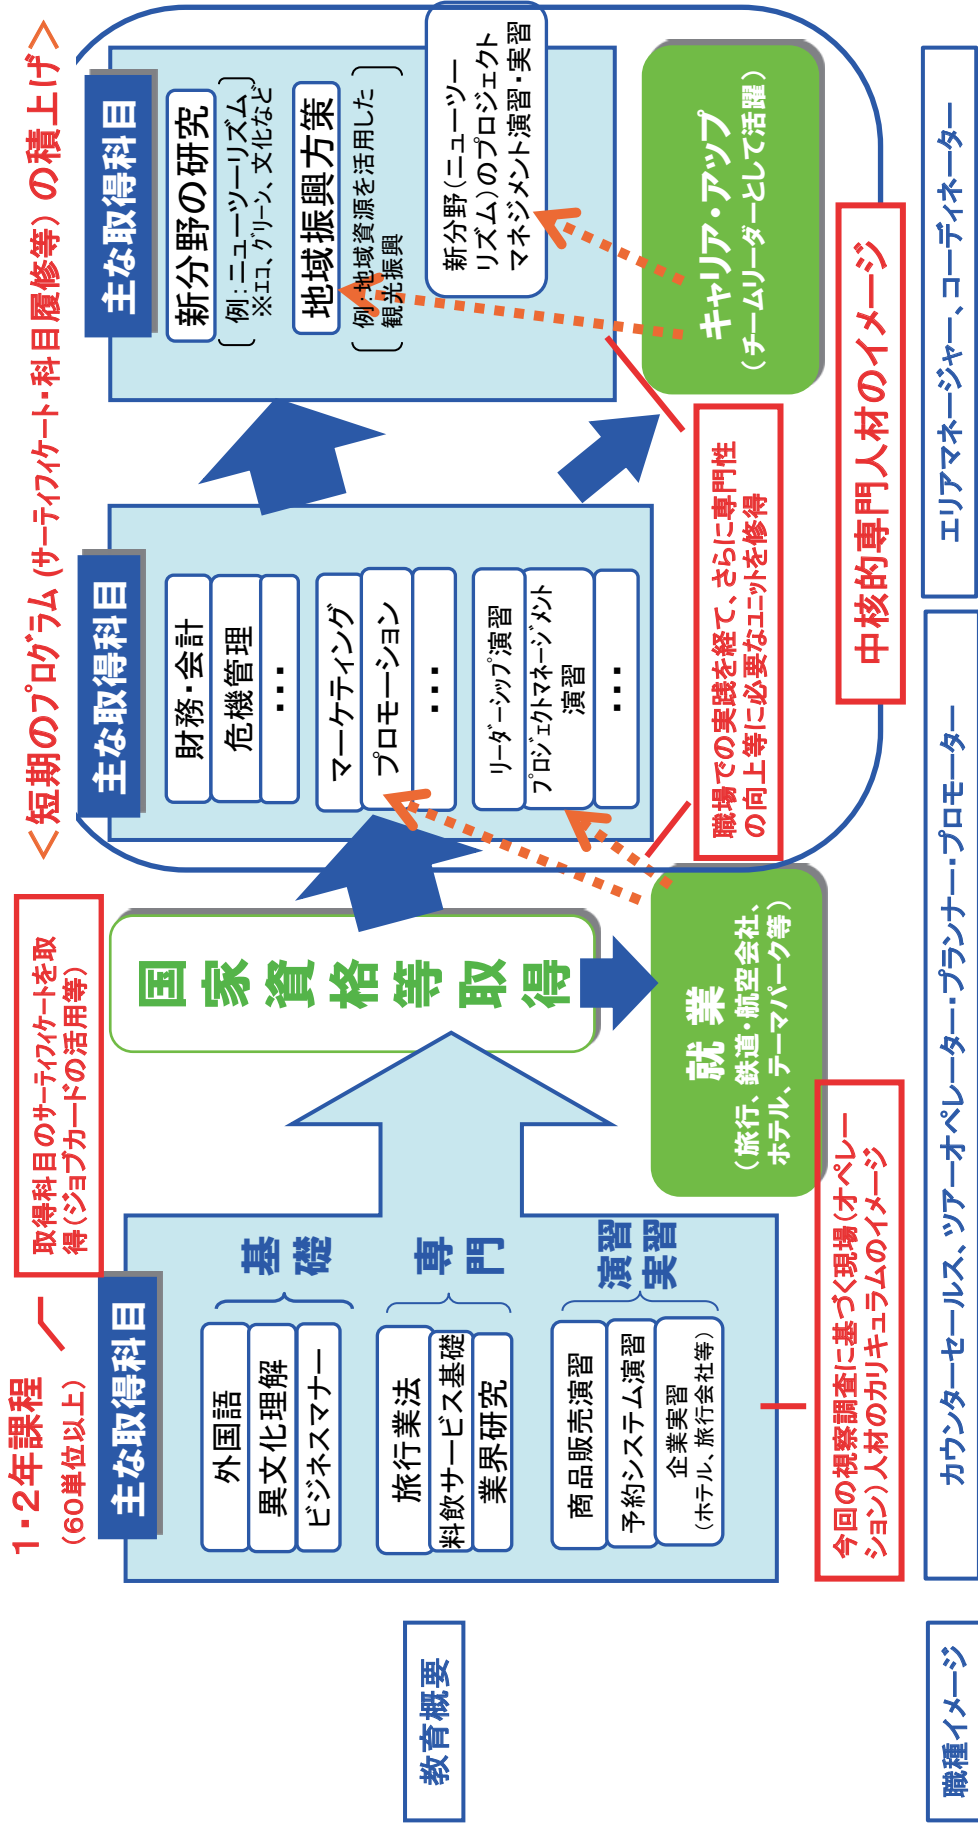 1・2年課程
(60単位以上)
取得科目のサーティフィケートを取
得(ジョブカードの活用等)
<短期のプログラム(サーティフィケート・科目履修等)の積上げ>
教育概要
主な取得科目
外国語
異文化理解
ビジネスマナー
基礎
旅行業法
料飲サービス基礎
業界研究
専門
商品販売演習
予約システム演習
企業実習
(ホテル、旅行会社等)
演習
実習
今回の視察調査に基づく現場(オペレー
ション)人材のカリキュラムのイメージ
国家資格等取得
就業
(旅行、鉄道・航空会社、
ホテル、テーマパーク等)
主な取得科目
財務・会計
危機管理
・・・
マーケティング
プロモーション
・・・
リーダーシップ演習
プロジェクトマネージメント
演習
・・・
職場での実践を経て、さらに専門性
の向上等に必要なユニットを修得
主な取得科目
新分野の研究
例:ニューツーリズム
※エコ、グリーン、文化など
地域振興方策
例:地域資源を活用した
観光振興
新分野(ニューツー
リズム)のプロジェクト
マネジメント演習・実習
キャリア・アップ
(チームリーダーとして活躍)
中核的専門人材のイメージ
職種イメージ
カウンターセールス、ツアーオペレーター・プランナー・プロモーター
エリアマネージャー、コーディネーター